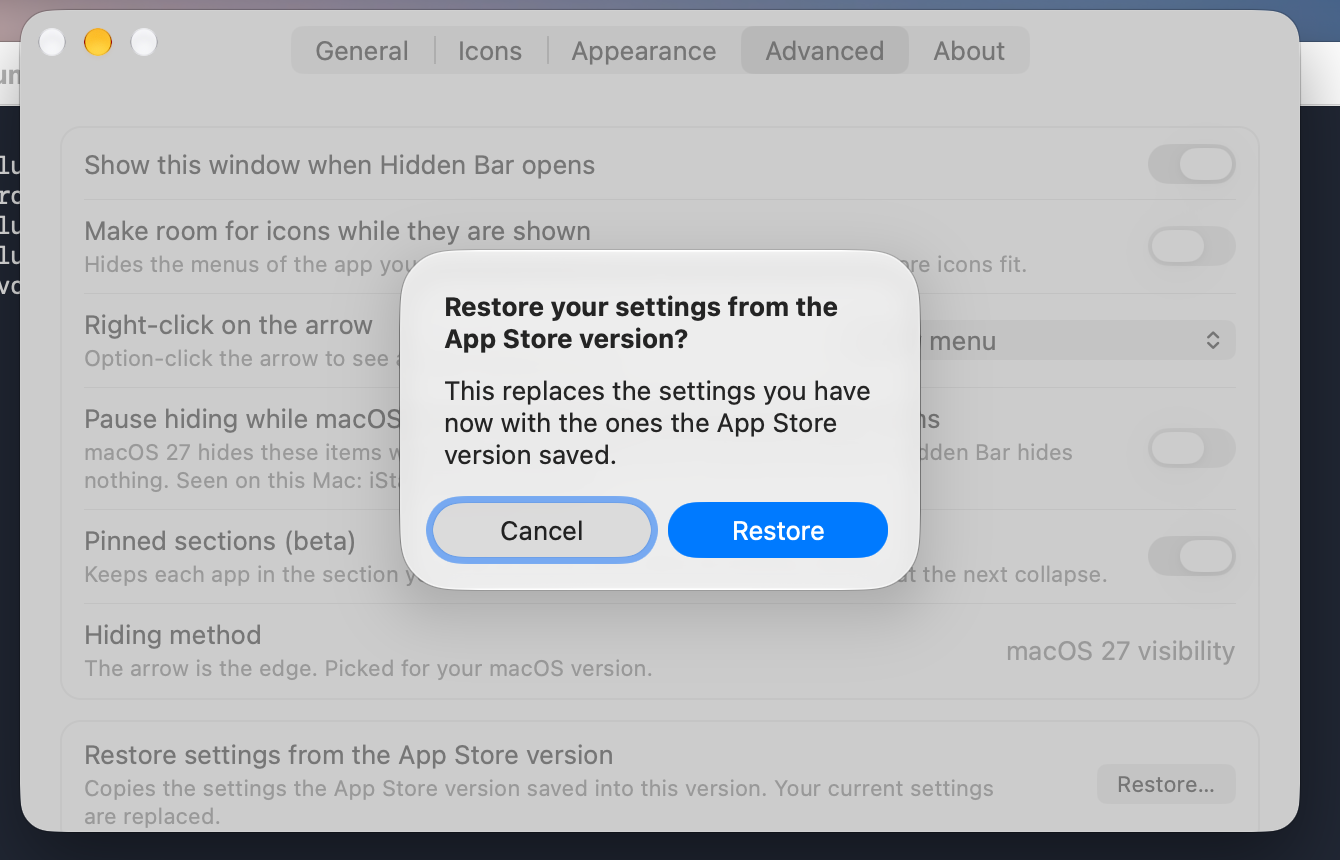 General
Icons
Appearance
Advanced
About
Show this window when Hidden Bar opens
Make room for icons while they are shown
Hides the menus of the app you
re icons fit.
Right-click on the arrow
Option-click the arrow to see
menu
Pause hiding while macOS
macOS 27 hides these items
dden Bar hides
nothing. Seen on this Mac:
Pinned sections (beta)
Keeps each app in the section
at the next collapse.
Hiding method
The arrow is the edge. Picked for your macOS version.
macOS 27 visibility
Restore settings from the App Store version
Copies the settings the App Store version saved into this version. Your current settings
are replaced.
Restore...
Restore your settings from the
App Store version?
This replaces the settings you have
now with the ones the App Store
version saved.
Cancel
Restore